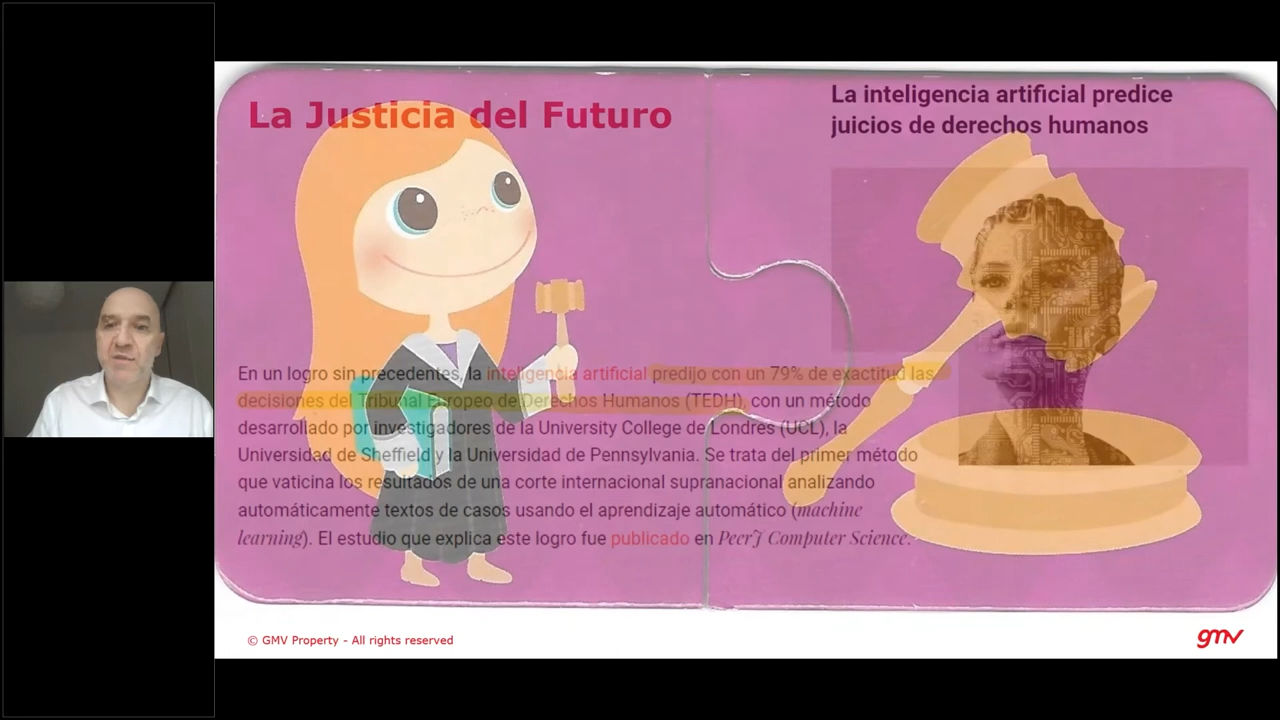 La Justicia del Futuro
La inteligencia artificial predice
juicios de derechos humanos
En un logro sin precedentes, la inteligencia artificial predijo con un 79% de exactitud las
decisiones del Tribunal Europeo de Derechos Humanos (TEDH), con un método
desarrollado por investigadores de la University College de Londres (UCL), la
Universidad de Sheffield y la Universidad de Pennsylvania. Se trata del primer método
que vaticina los resultados de una corte internacional supranacional analizando
automáticamente textos de casos usando el aprendizaje automático (machine
learning). El estudio que explica este logro fue publicado en PeerJ Computer Science.
© GMV Property - All rights reserved
gmv